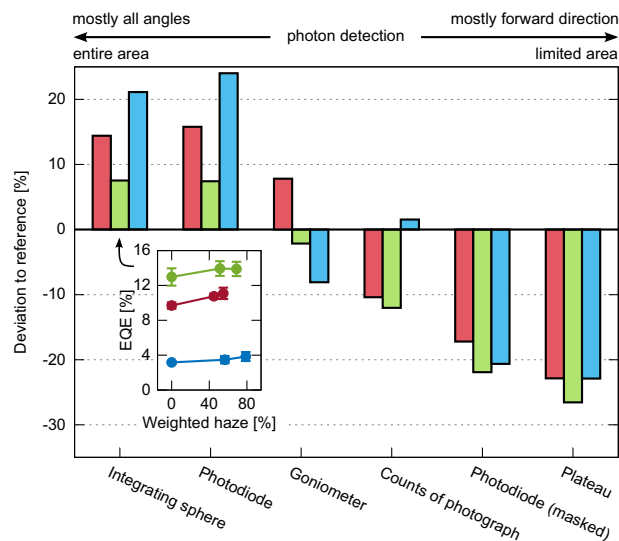 mostly all angles mostly forward direction
photon detection
entire area limited area
Deviation to reference [%]
20
10
0
-10
-20
-30
EQE [%]
16
12
8
4
0
0 40 80
Weighted haze [%]
Integrating sphere
Photodiode
Goniometer
Counts of photograph
Photodiode (masked)
Plateau